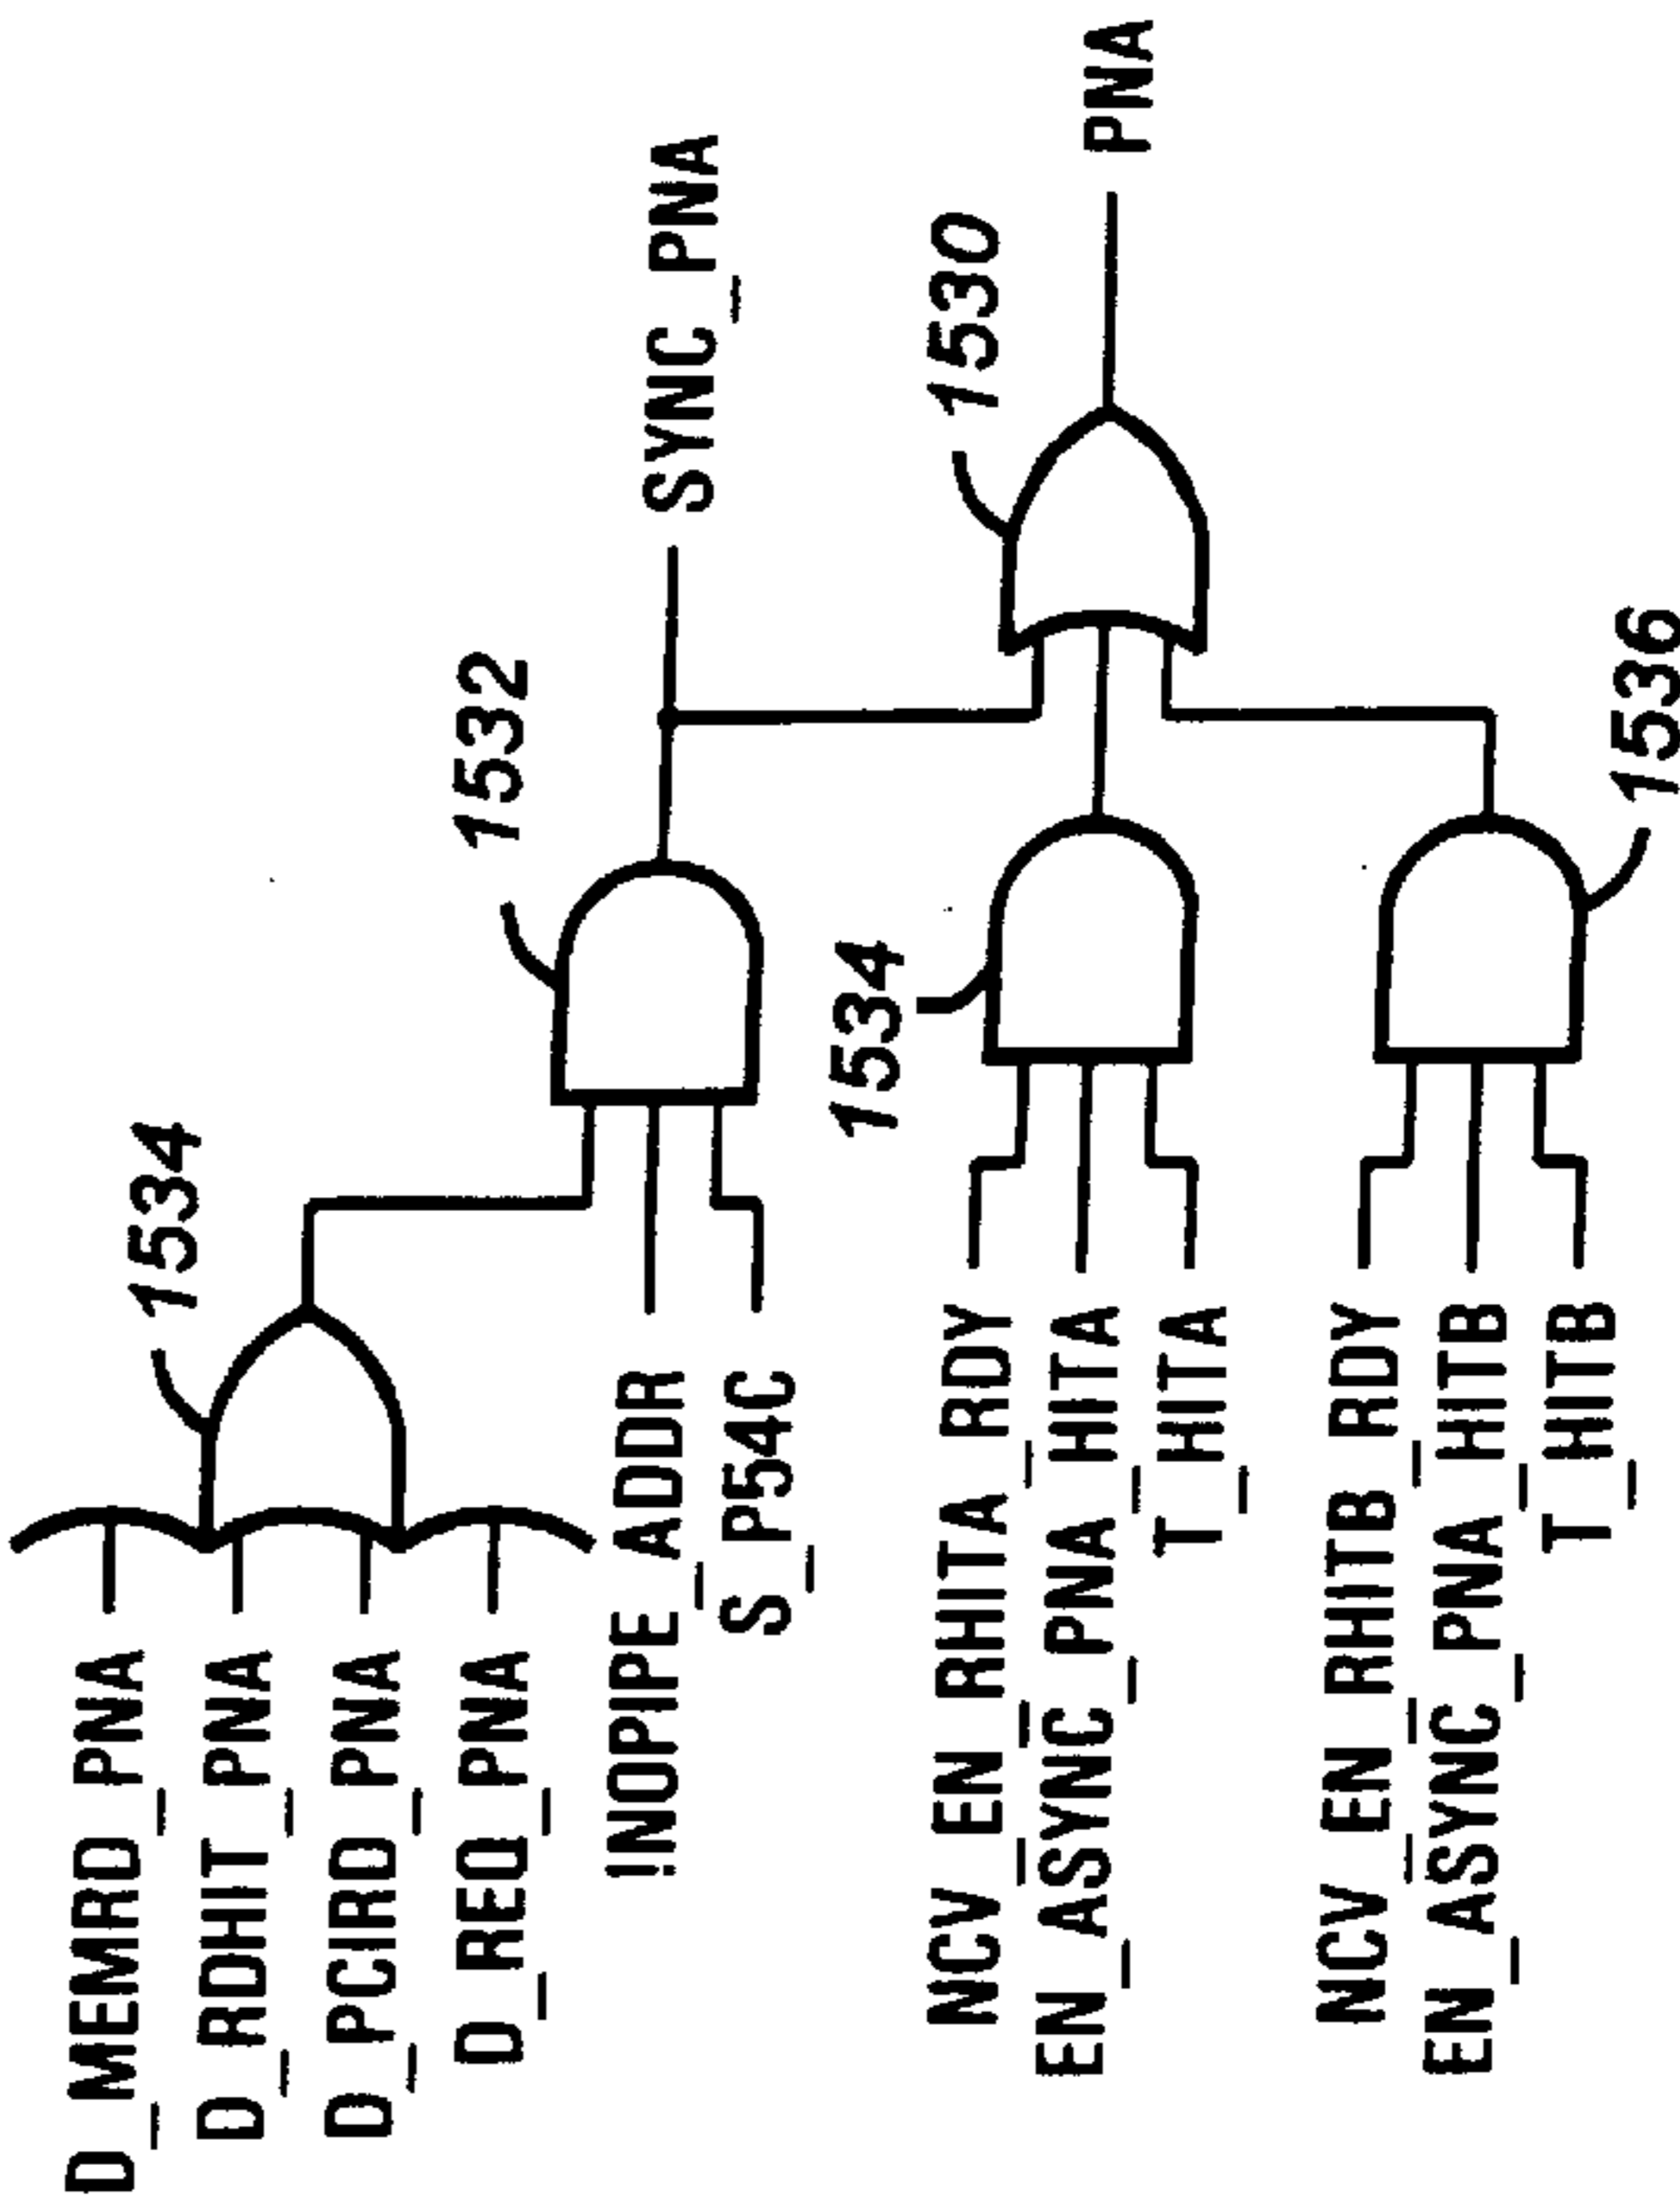 D_MEMRD_PNA
D_RDHIT_PNA
D_PCIRD_PNA
D_REQ_PNA
1534
!NOPIPE_ADDR
S_P54C
1532
SYNC_PNA
NCV_EN_RHITA_RDY
EN_ASYNC_PNA_HITA
T_HITA
1534
1530
PNA
NCV_EN_RHITB_RDY
EN_ASYNC_PNA_HITB
T_HITB
1536